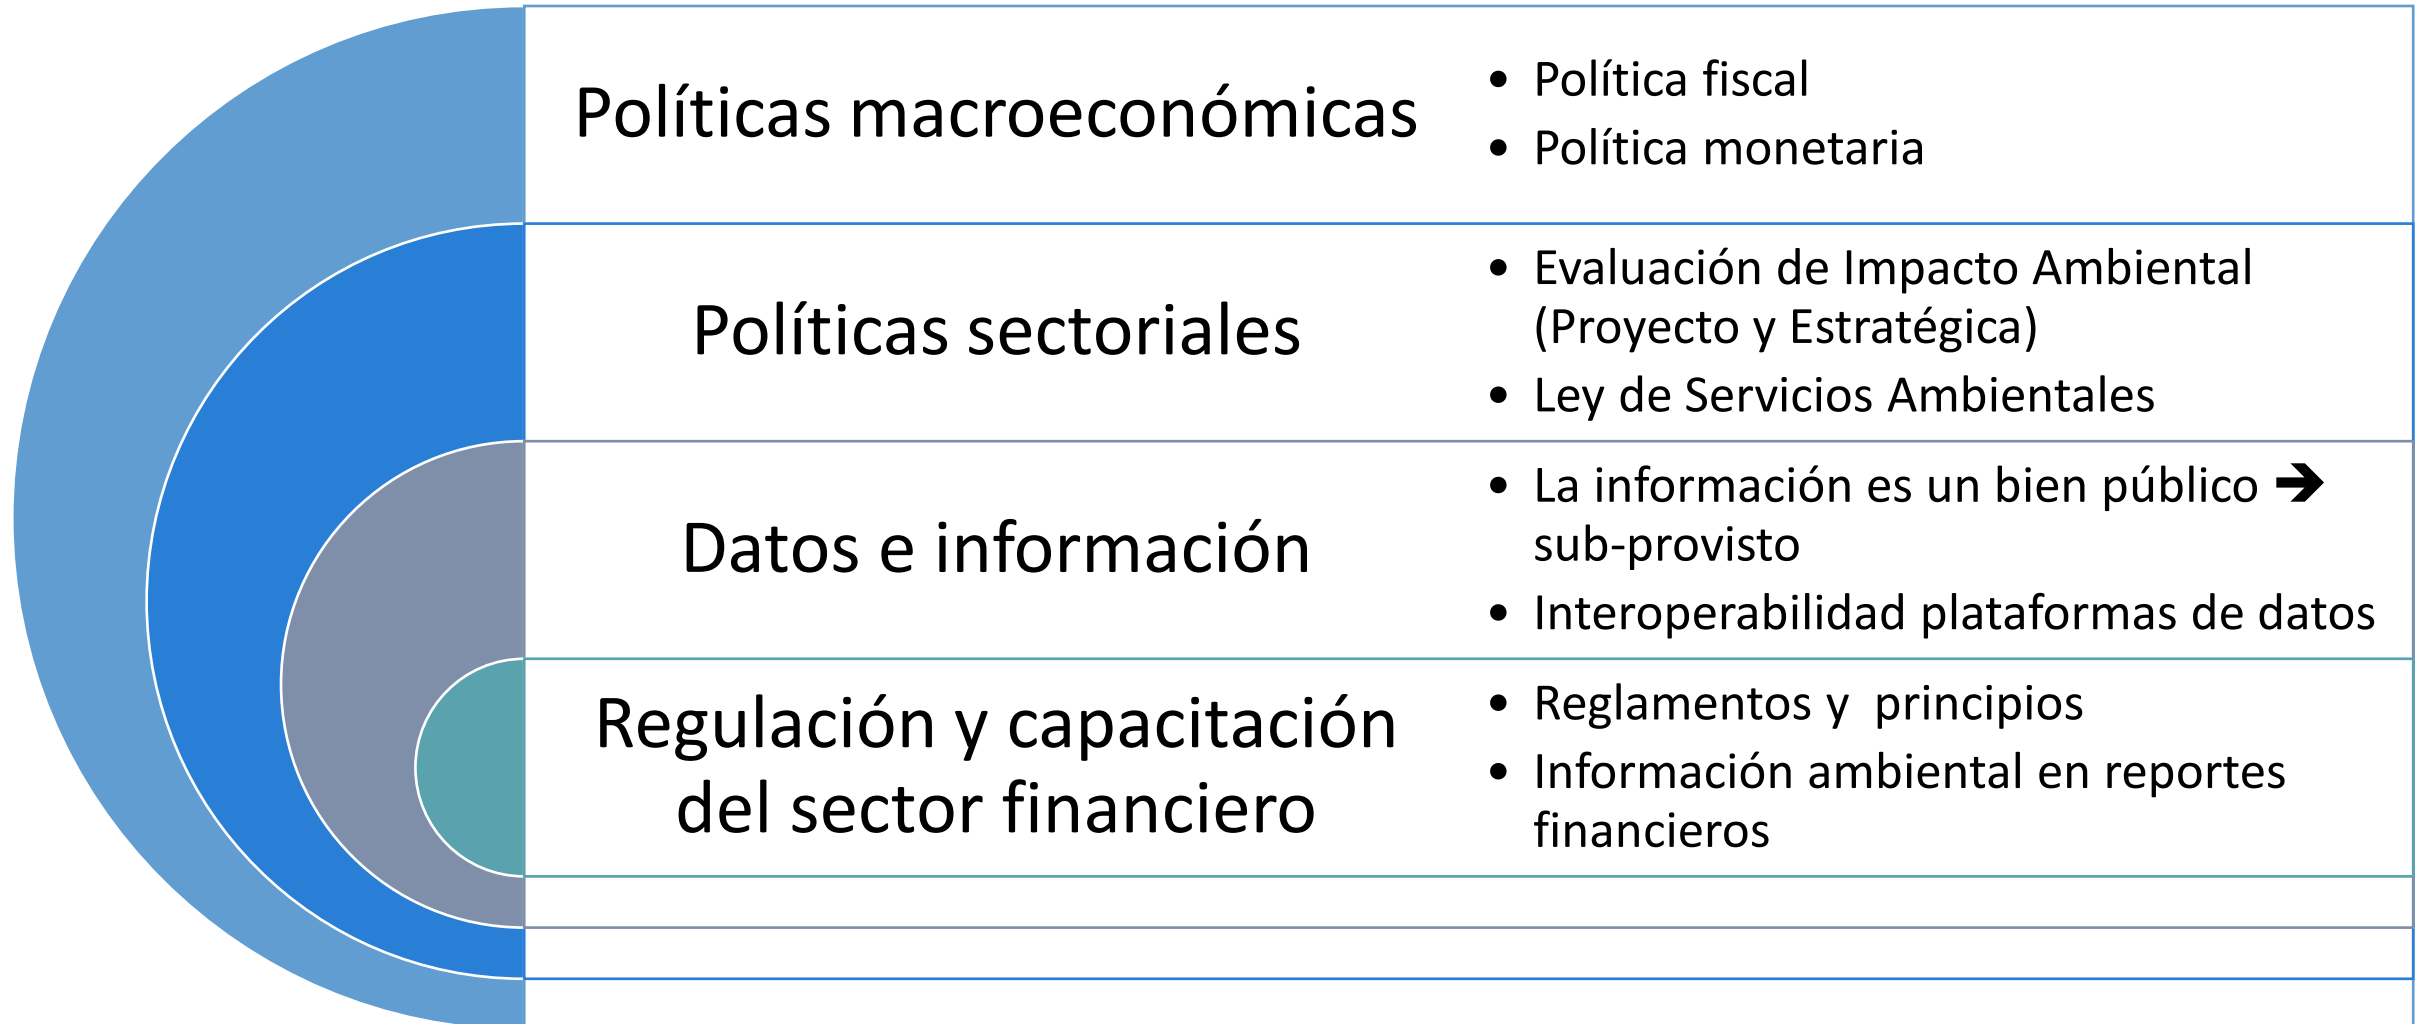 Políticas macroeconómicas
• Política fiscal
• Política monetaria
Políticas sectoriales
• Evaluación de Impacto Ambiental
(Proyecto y Estratégica)
• Ley de Servicios Ambientales
Datos e información
• La información es un bien público ➔
sub-provisto
• Interoperabilidad plataformas de datos
Regulación y capacitación
del sector financiero
• Reglamentos y  principios
• Información ambiental en reportes
financieros